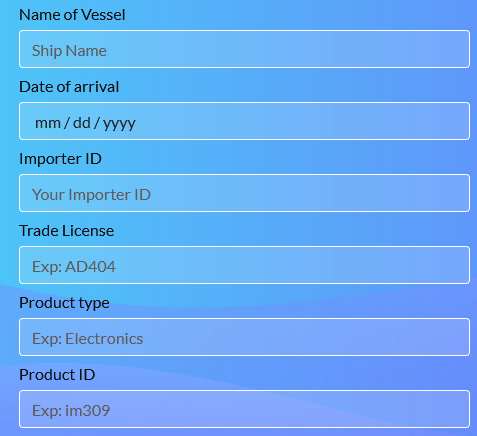 Name of Vessel
Ship Name
Date of arrival
mm / dd / yyyy
Importer ID
Your Importer ID
Trade License
Exp: AD404
Product type
Exp: Electronics
Product ID
Exp: im309